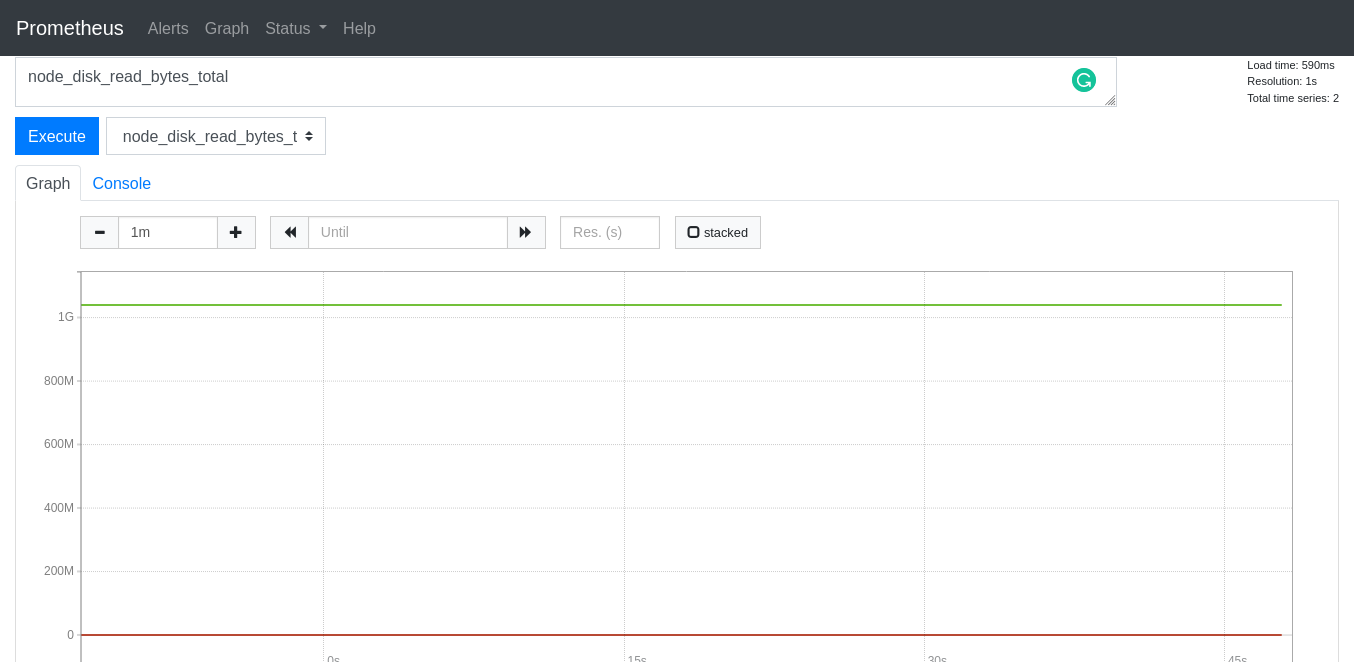 Prometheus Alerts Graph Status Help
node_disk_read_bytes_total
Load time: 590ms
Resolution: 1s
Total time series: 2
Execute node_disk_read_bytes_t
Graph Console
1m Until Res. (s) stacked
1G
800M
600M
400M
200M
0
0s 15s 30s 45s